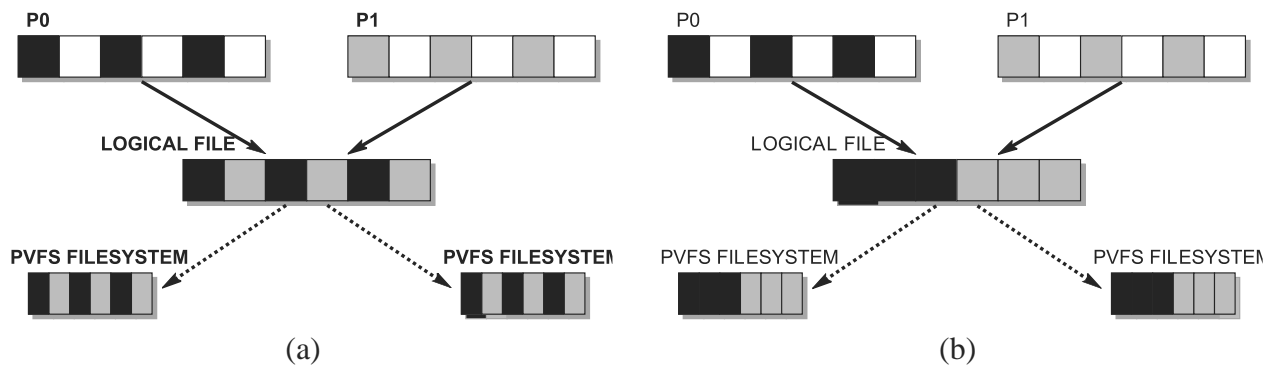 P0
P1
LOGICAL FILE
PVFS FILESYSTEM
PVFS FILESYSTEM
(a)
P0
P1
LOGICAL FILE
PVFS FILESYSTEM
PVFS FILESYSTEM
(b)